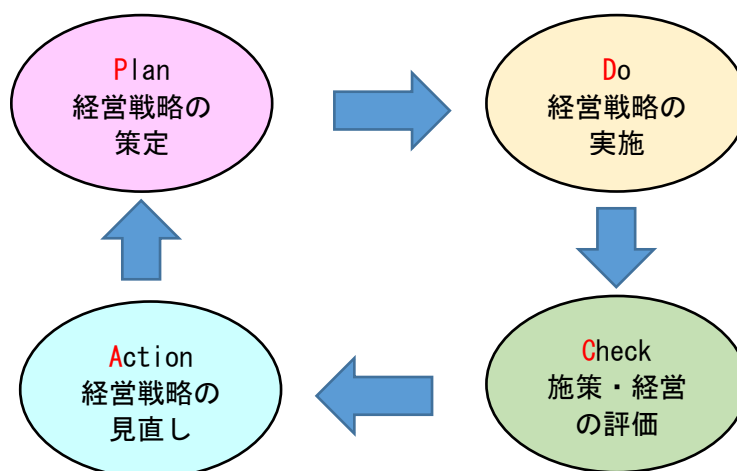 Plan
経営戦略の
策定
Do
経営戦略の
実施
Check
施策・経営
の評価
Action
経営戦略の
見直し